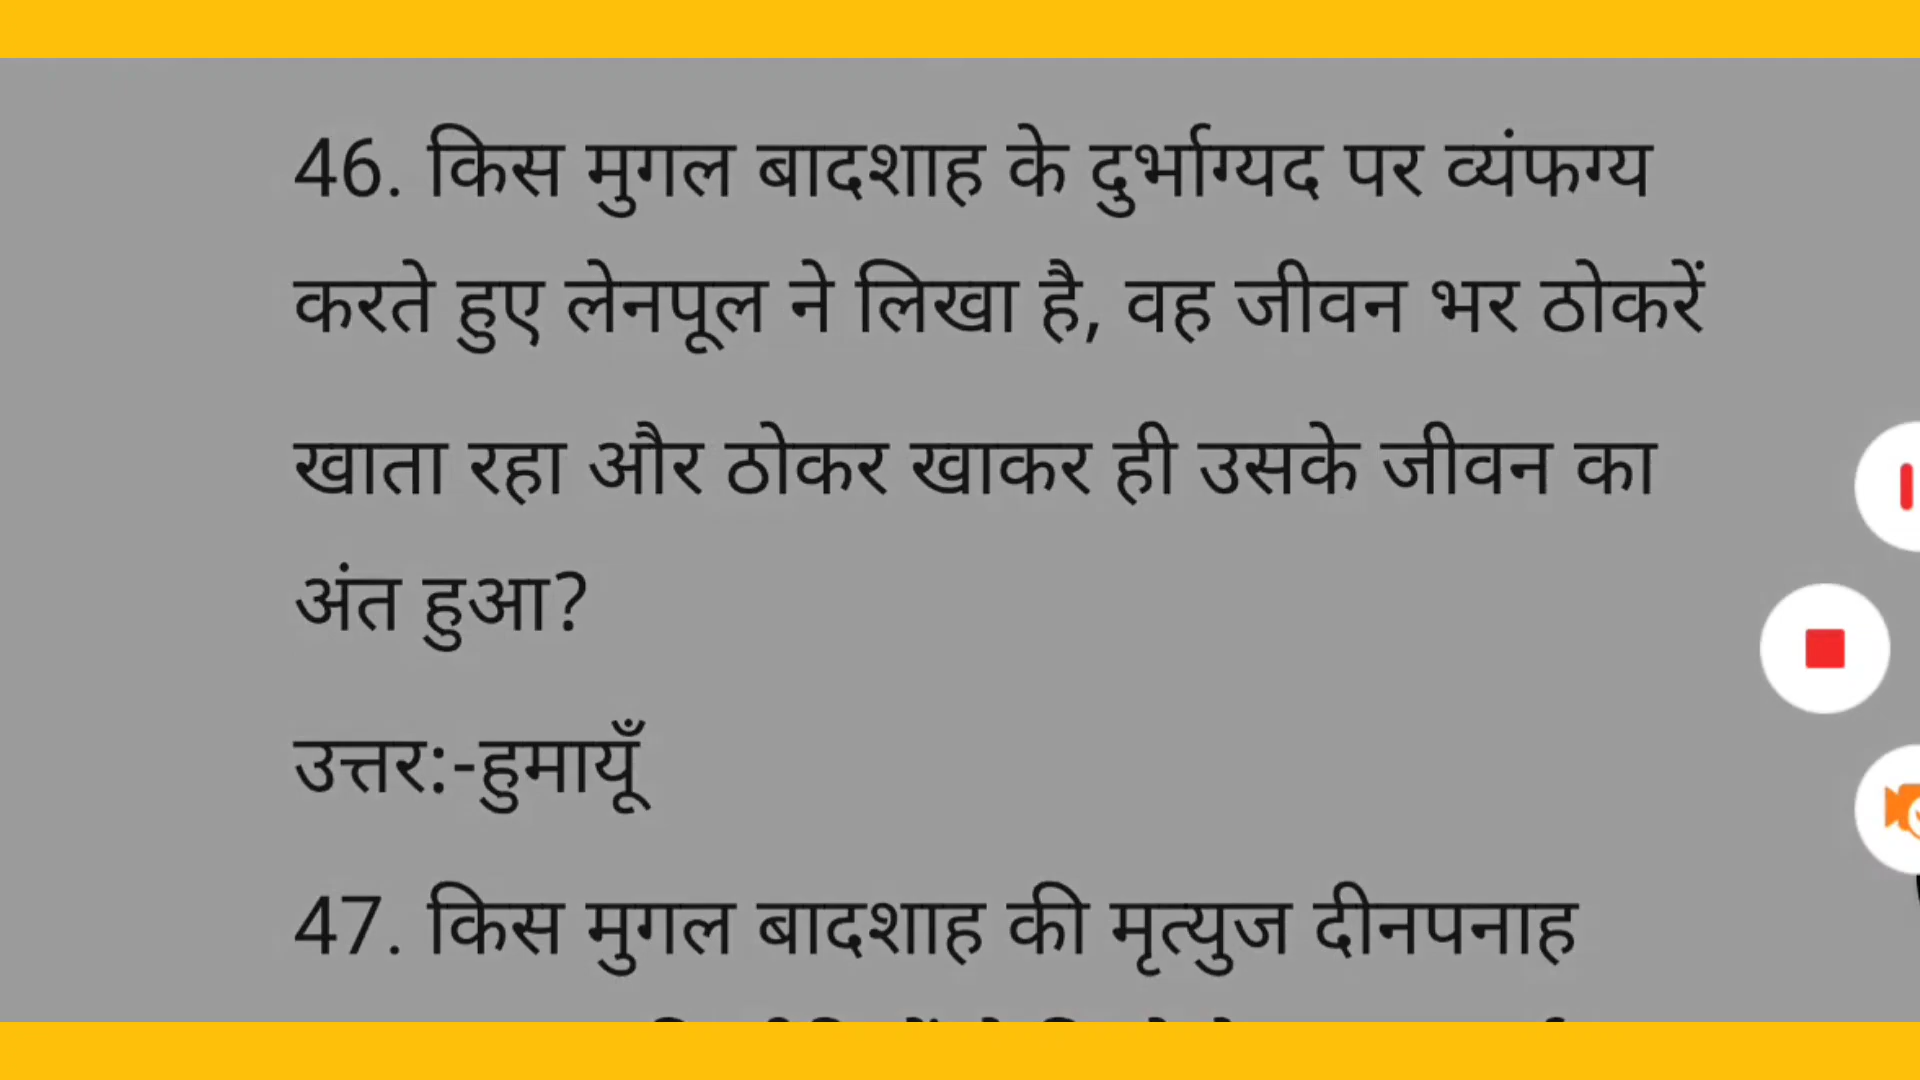 46. किस मुगल बादशाह के दुर्भाग्यद पर व्यंफग्य
करते हुए लेनपूल ने लिखा है, वह जीवन भर ठोकरें
खाता रहा और ठोकर खाकर ही उसके जीवन का
अंत हुआ?
उत्तर:-हुमायूँ
47. किस मुगल बादशाह की मृत्युज दीनपनाह